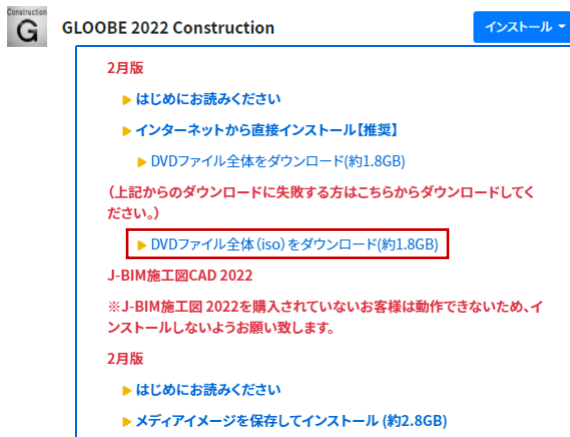 Construction
G
GLOOBE 2022 Construction
インストール
2月版
はじめにお読みください
インターネットから直接インストール【推奨】
DVDファイル全体をダウンロード(約1.8GB)
（上記からのダウンロードに失敗する方はこちらからダウンロードしてく
ださい。）
DVDファイル全体（iso）をダウンロード(約1.8GB)
J-BIM施工図CAD 2022
※J-BIM施工図 2022を購入されていないお客様は動作できないため、イ
ンストールしないようお願い致します。
2月版
はじめにお読みください
メディアイメージを保存してインストール (約2.8GB)